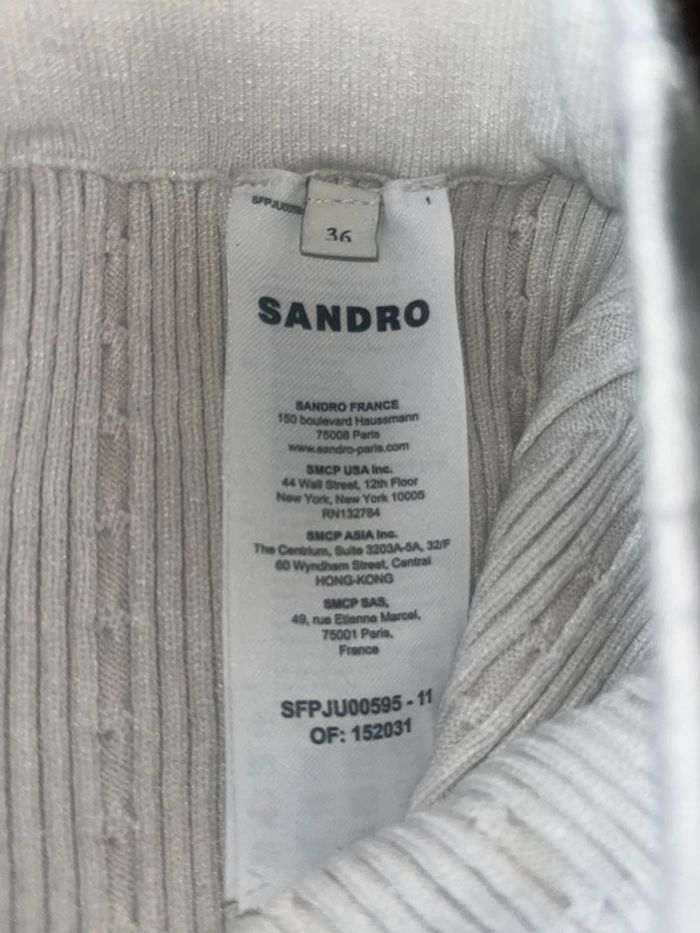 36
1
SANDRO
SANDRO FRANCE
150 boulevard Haussmann
75008 Paris
www.sandro-paris.com
SMCP USA Inc.
44 Wall Street, 12th Floor
New York, New York 10005
RN132784
SMCP ASIA Inc.
The Centrium, Suite 3203A-5A, 32/F
60 Wyndham Street, Central
HONG-KONG
SMCP SAS,
49, rue Etienne Marcel,
75001 Paris,
France
SFPJU00595 - 11
OF: 152031